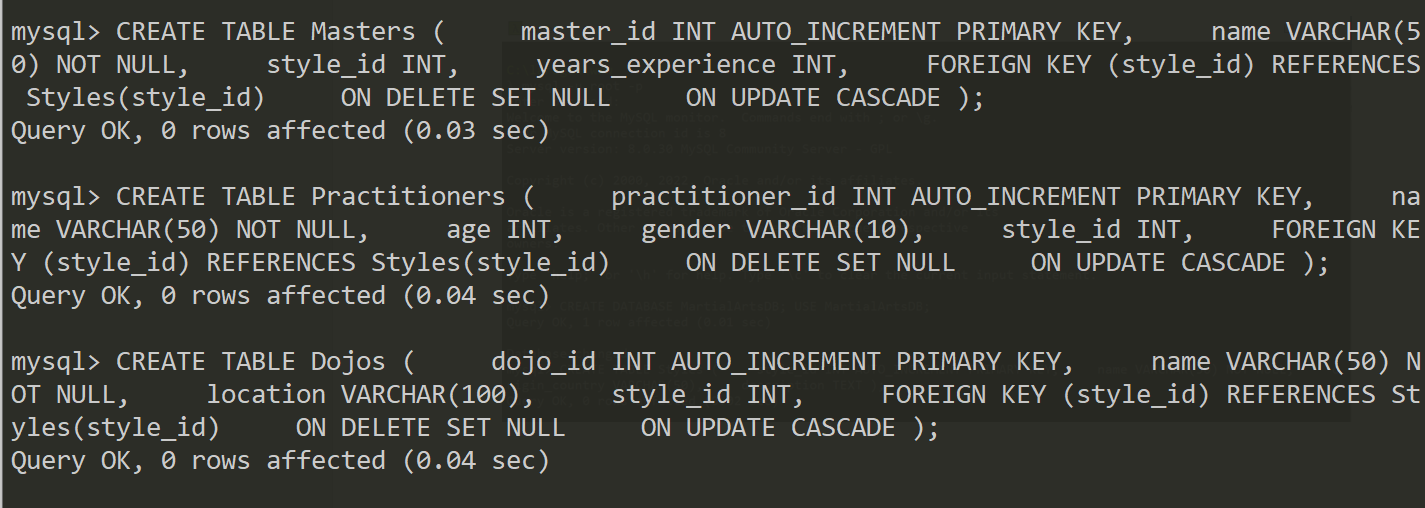 mysql> CREATE TABLE Masters (     master_id INT AUTO_INCREMENT PRIMARY KEY,     name VARCHAR(5
0) NOT NULL,     style_id INT,     years_experience INT,     FOREIGN KEY (style_id) REFERENCES
 Styles(style_id)     ON DELETE SET NULL     ON UPDATE CASCADE );
Query OK, 0 rows affected (0.03 sec)

mysql> CREATE TABLE Practitioners (     practitioner_id INT AUTO_INCREMENT PRIMARY KEY,     na
me VARCHAR(50) NOT NULL,     age INT,     gender VARCHAR(10),     style_id INT,     FOREIGN KE
Y (style_id) REFERENCES Styles(style_id)     ON DELETE SET NULL     ON UPDATE CASCADE );
Query OK, 0 rows affected (0.04 sec)

mysql> CREATE TABLE Dojos (     dojo_id INT AUTO_INCREMENT PRIMARY KEY,     name VARCHAR(50) N
OT NULL,     location VARCHAR(100),     style_id INT,     FOREIGN KEY (style_id) REFERENCES St
yles(style_id)     ON DELETE SET NULL     ON UPDATE CASCADE );
Query OK, 0 rows affected (0.04 sec)